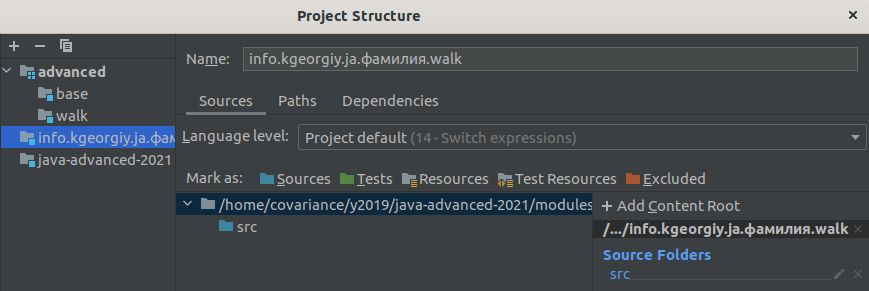 Project Structure
advanced
base
walk
info.kgeorgiy.ja.фам
java-advanced-2021
Name: info.kgeorgiy.ja.фамилия.walk
Sources Paths Dependencies
Language level: Project default (14 - Switch expressions)
Mark as: Sources Tests Resources Test Resources Excluded
/home/covariance/y2019/java-advanced-2021/modules
src
+ Add Content Root
/.../info.kgeorgiy.ja.фамилия.walk
Source Folders
src